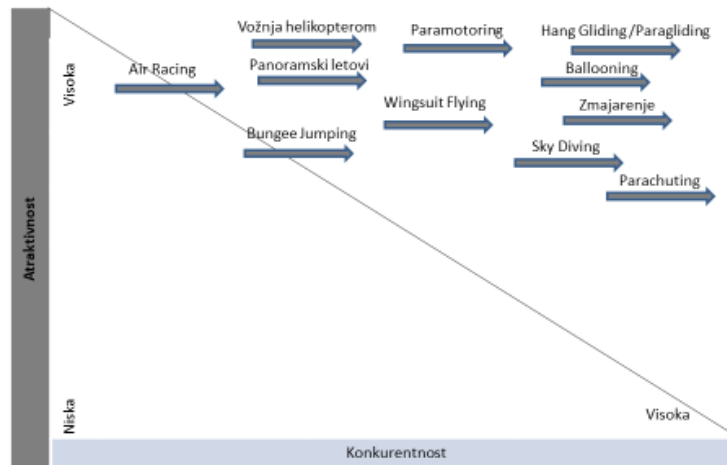 Vožnja helikopterom
Paramotoring
Hang Gliding /Paragliding
Air Racing
Panoramski letovi
Ballooning
Visoka
Wingsuit Flying
Zmajarenje
Bungee Jumping
Sky Diving
Parachuting
Atraktivnost
Niska
Visoka
Konkurentnost